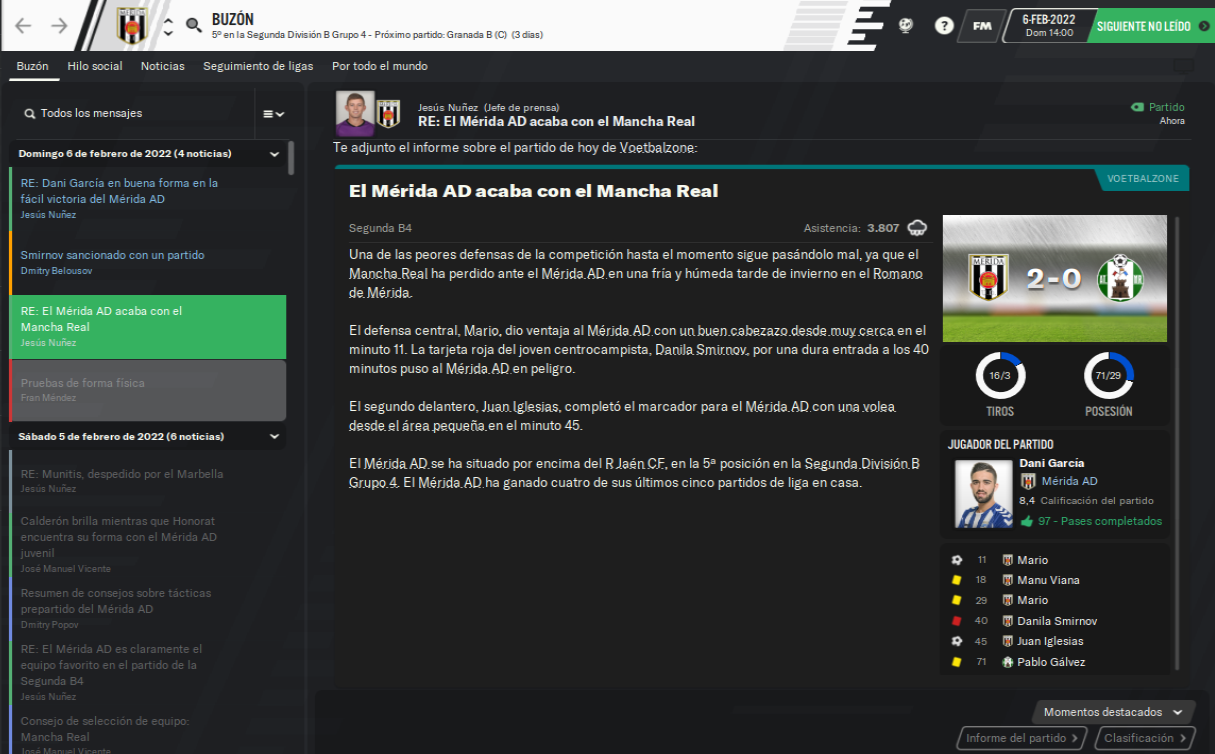 BUZÓN
5º en la Segunda División B Grupo 4 - Próximo partido: Granada B (C) (3 días)
?
FM
6-FEB-2022
Dom 14:00
SIGUIENTE NO LEÍDO
Buzón
Hilo social
Noticias
Seguimiento de ligas
Por todo el mundo
Todos los mensajes
Domingo 6 de febrero de 2022 (4 noticias)
RE: Dani García en buena forma en la
fácil victoria del Mérida AD
Jesús Nuñez
Smirnov sancionado con un partido
Dmitry Belousov
RE: El Mérida AD acaba con el
Mancha Real
Jesús Nuñez
Pruebas de forma física
Fran Méndez
Sábado 5 de febrero de 2022 (6 noticias)
RE: Munitis, despedido por el Marbella
Jesús Nuñez
Calderón brilla mientras que Honorat
encuentra su forma con el Mérida AD
juvenil
José Manuel Vicente
Resumen de consejos sobre tácticas
prepartido del Mérida AD
Dmitry Popov
RE: El Mérida AD es claramente el
equipo favorito en el partido de la
Segunda B4
Jesús Nuñez
Consejo de selección de equipo:
Mancha Real
José Manuel Vicente
Jesús Nuñez (Jefe de prensa)
RE: El Mérida AD acaba con el Mancha Real
Partido
Ahora
Te adjunto el informe sobre el partido de hoy de Voetbalzone:
El Mérida AD acaba con el Mancha Real
VOETBALZONE
Segunda B4
Asistencia: 3.807
Una de las peores defensas de la competición hasta el momento sigue pasándolo mal, ya que el
Mancha Real ha perdido ante el Mérida AD en una fría y húmeda tarde de invierno en el Romano
de Mérida.
El defensa central, Mario, dio ventaja al Mérida AD con un buen cabezazo desde muy cerca en el
minuto 11. La tarjeta roja del joven centrocampista, Danila Smirnov, por una dura entrada a los 40
minutos puso al Mérida AD en peligro.
El segundo delantero, Juan Iglesias, completó el marcador para el Mérida AD con una volea
desde el área pequeña en el minuto 45.
El Mérida AD se ha situado por encima del R Jaén CF, en la 5ª posición en la Segunda División B
Grupo 4. El Mérida AD ha ganado cuatro de sus últimos cinco partidos de liga en casa.
MÉRIDA
2-0
16/3
71/29
TIROS
POSESIÓN
JUGADOR DEL PARTIDO
Dani García
Mérida AD
8,4 Calificación del partido
97 - Pases completados
11 Mario
18 Manu Viana
29 Mario
40 Danila Smirnov
45 Juan Iglesias
71 Pablo Gálvez
Momentos destacados
Informe del partido
Clasificación